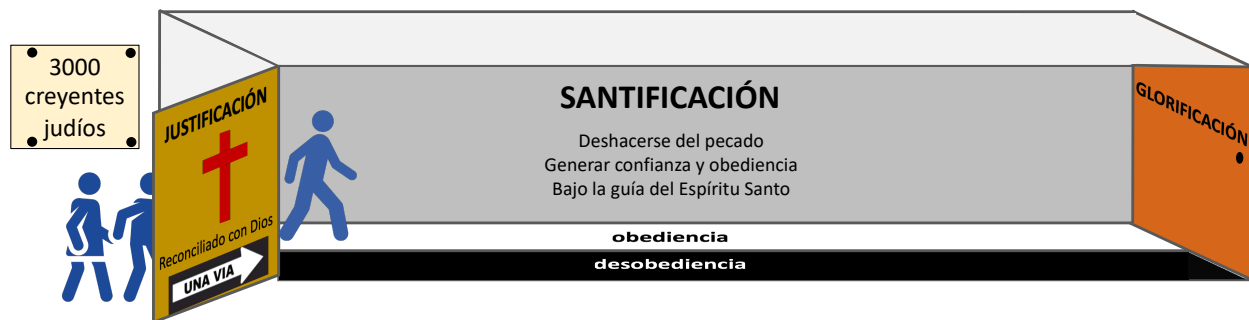 3000
creyentes
judíos
JUSTIFICACIÓN
Reconciliado con Dios
UNA VIA
SANTIFICACIÓN
Deshacerse del pecado
Generar confianza y obediencia
Bajo la guía del Espíritu Santo
obediencia
desobediencia
GLORIFICACIÓN